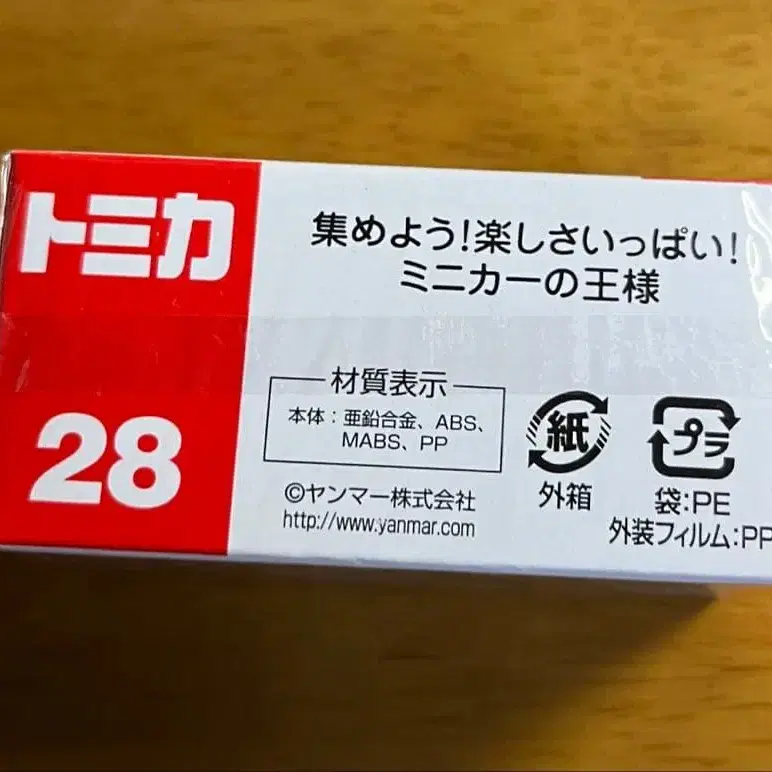 トミカ
集めよう!楽しさいっぱい!
ミニカーの王様
28
材質表示
本体：亜鉛合金、ABS、
MABS、PP
©ヤンマー株式会社
http://www.yanmar.com
紙
外箱
プラ
袋:PE
外装フィルム:PP